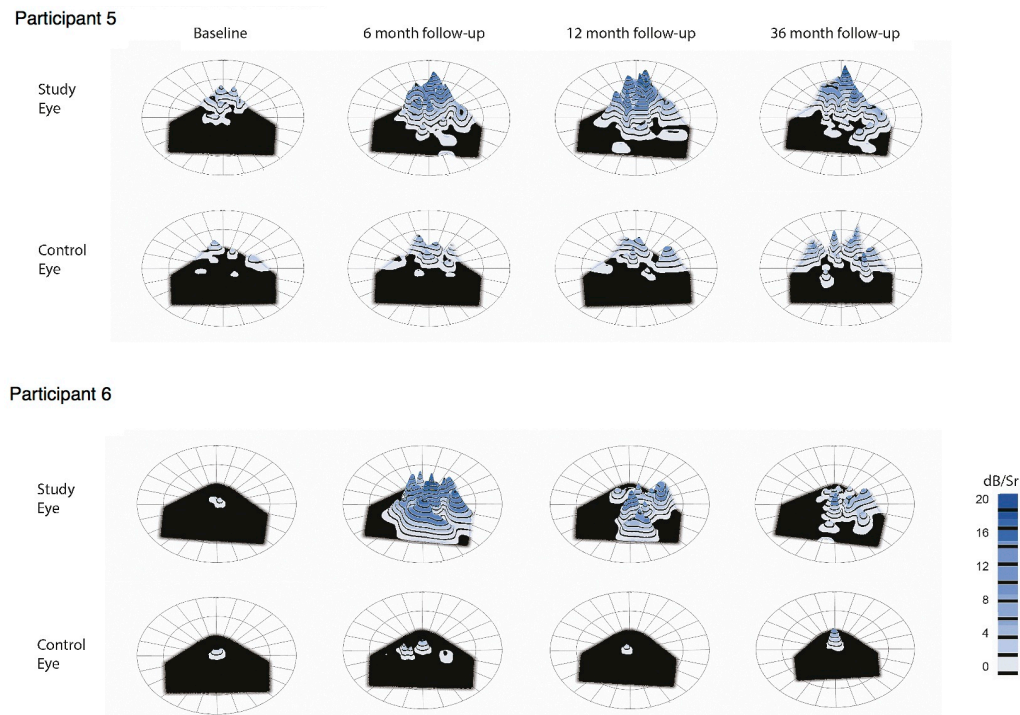 Participant 5
Baseline
6 month follow-up
12 month follow-up
36 month follow-up
Study
Eye
Control
Eye
Participant 6
Study
Eye
Control
Eye
dB/Sr
20
16
12
8
4
0